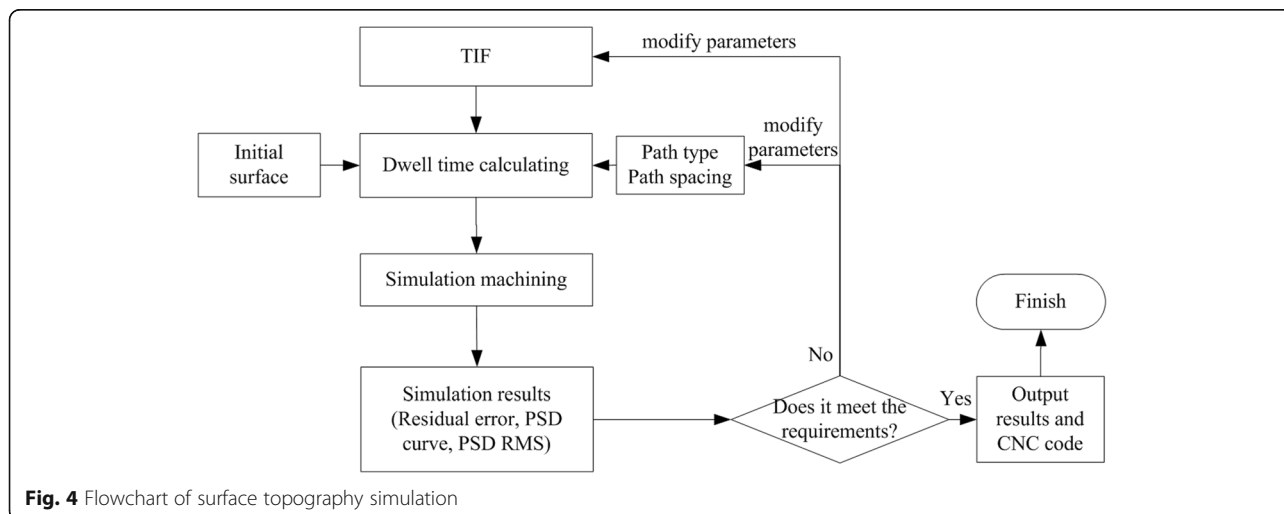 modify parameters
TIF
modify
parameters
Initial
surface
Dwell time calculating
Path type
Path spacing
Simulation machining
Finish
No
Simulation results
(Residual error, PSD
curve, PSD RMS)
Does it meet the
requirements?
Yes
Output
results and
CNC code
Fig. 4 Flowchart of surface topography simulation